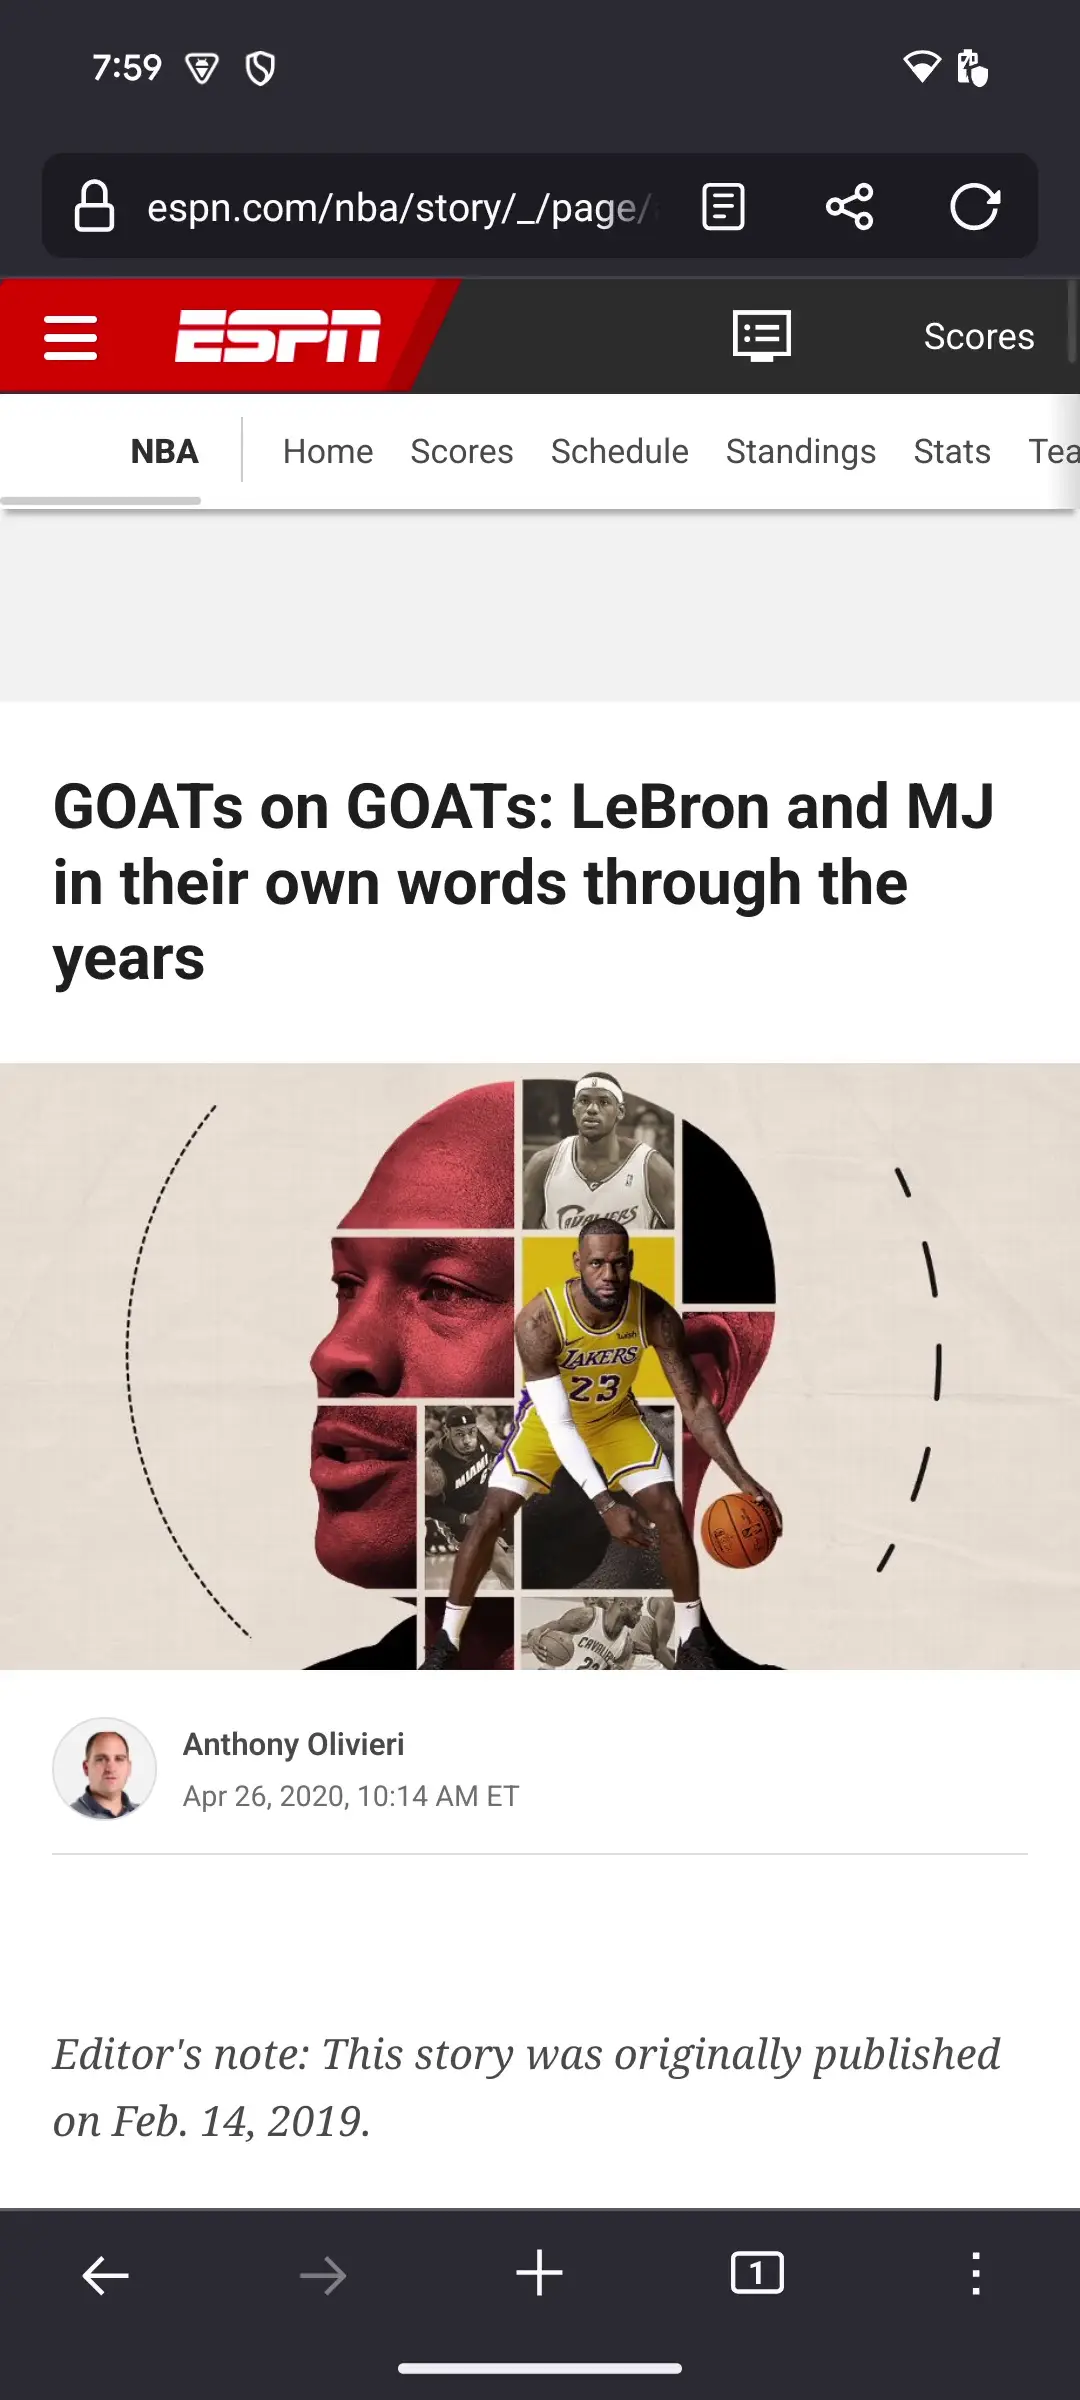 7:59
espn.com/nba/story/_/page/
ESPN
Scores
NBA
Home Scores Schedule Standings Stats Tea
GOATs on GOATs: LeBron and MJ
in their own words through the
years
CAVALIERS
wish
LAKERS
23
MIAMI
Anthony Olivieri
Apr 26, 2020, 10:14 AM ET
Editor's note: This story was originally published
on Feb. 14, 2019.
1